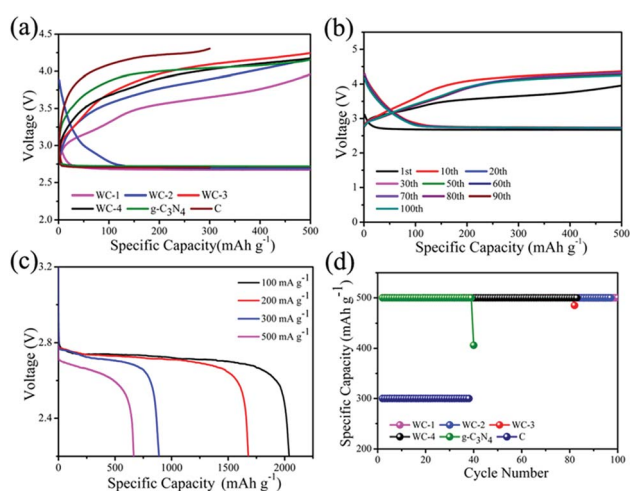 (a)
4.5
4.0
3.5
3.0
2.5
2.0
Voltage (V)
WC-1 WC-2 WC-3
WC-4 g-C₃N₄ C
0 100 200 300 400 500
Specific Capacity(mAh g⁻¹)
(b)
6
5
4
3
2
1
0
Voltage (V)
1st 10th 20th
30th 50th 60th
70th 80th 90th
100th
0 100 200 300 400 500
Specific Capacity (mAh g⁻¹)
(c)
3.2
2.8
2.4
Voltage (V)
100 mA g⁻¹
200 mA g⁻¹
300 mA g⁻¹
500 mA g⁻¹
0 500 1000 1500 2000
Specific Capacity (mAh g⁻¹)
(d)
500
400
300
200
Specific Capacity (mAh g⁻¹)
WC-1 WC-2 WC-3
WC-4 g-C₃N₄ C
0 20 40 60 80 100
Cycle Number